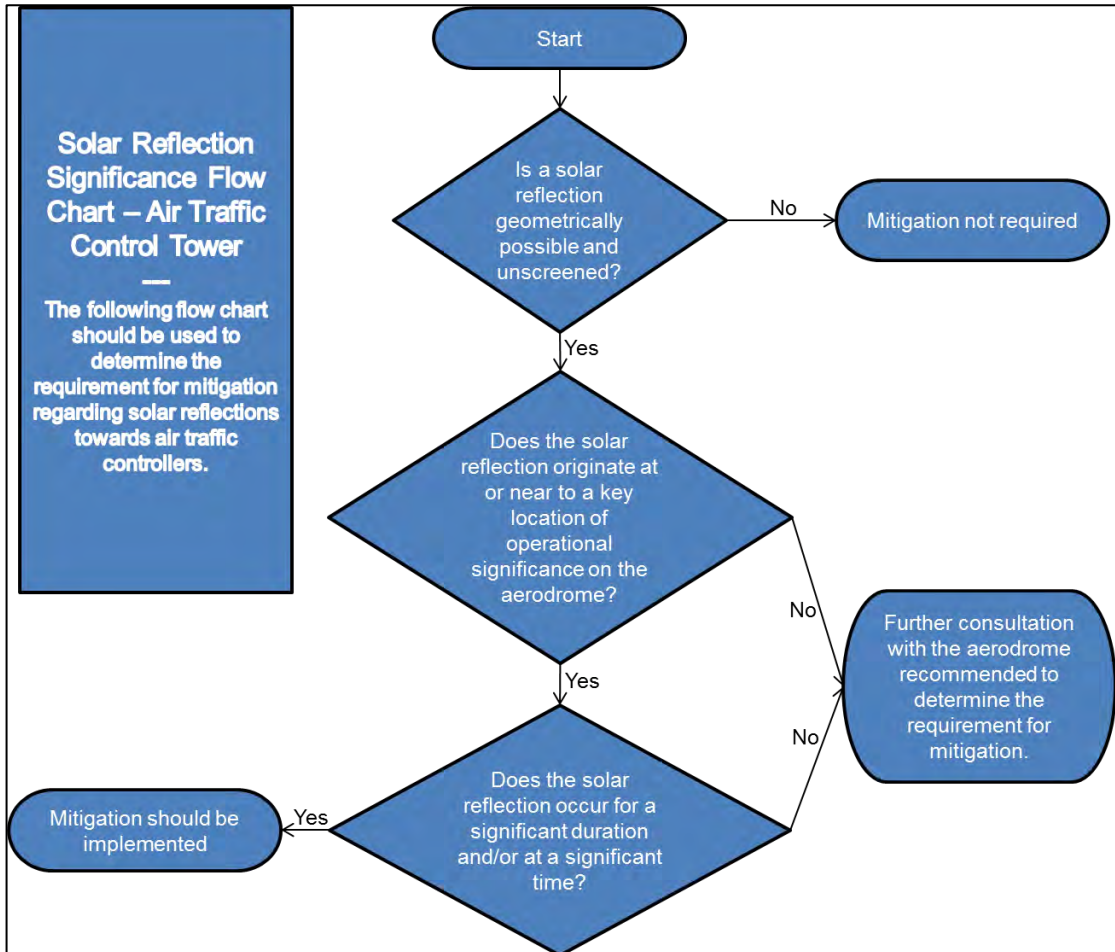 Solar Reflection
Significance Flow
Chart – Air Traffic
Control Tower
---
The following flow chart
should be used to
determine the
requirement for mitigation
regarding solar reflections
towards air traffic
controllers.
Start
Is a solar
reflection
geometrically
possible and
unscreened?
No
Mitigation not required
Yes
Does the solar
reflection originate at
or near to a key
location of
operational
significance on the
aerodrome?
No
Further consultation
with the aerodrome
recommended to
determine the
requirement for
mitigation.
Yes
Does the solar
reflection occur for a
significant duration
and/or at a significant
time?
No
Yes
Mitigation should be
implemented